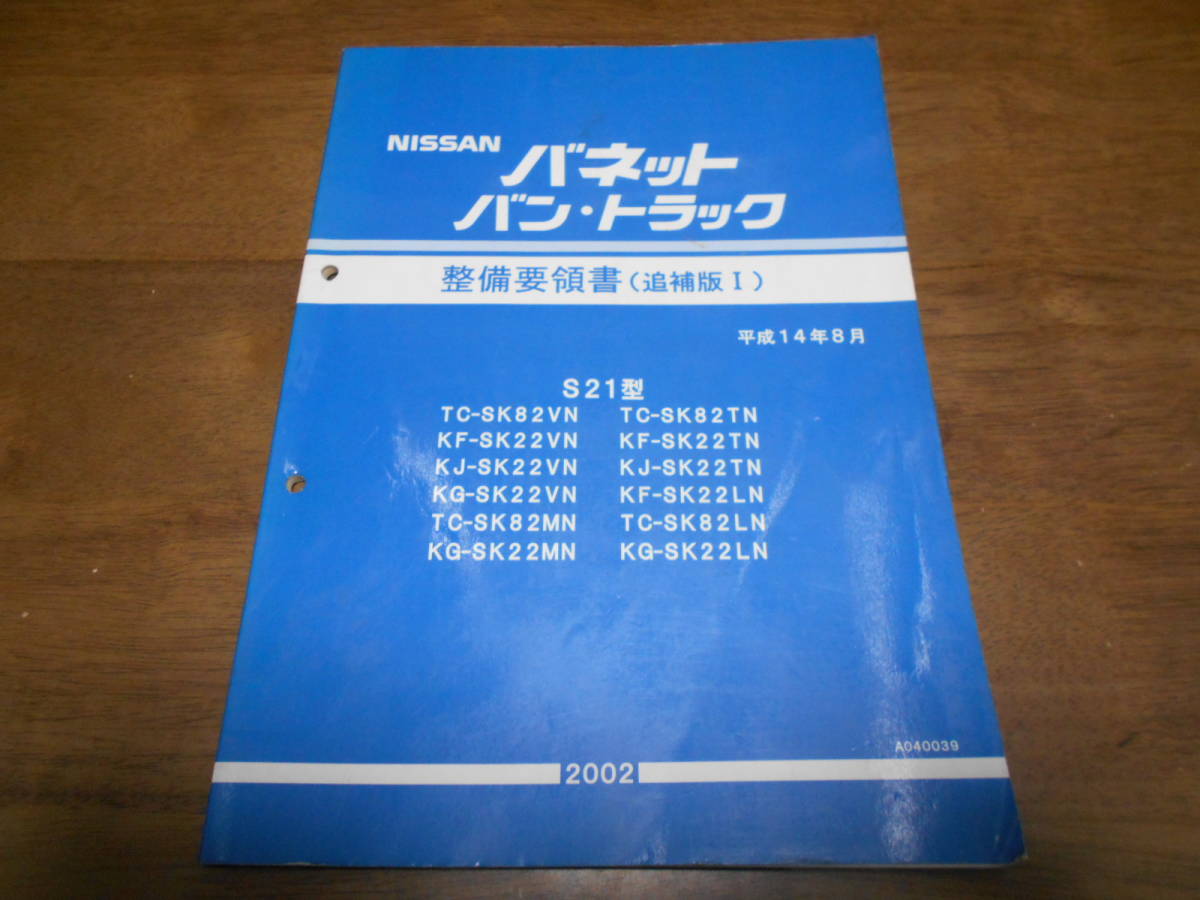 NISSAN バネット
バン・トラック
整備要領書(追補版Ⅰ)
平成14年8月
S21型
TC-SK82VN TC-SK82TN
KF-SK22VN KF-SK22TN
KJ-SK22VN KJ-SK22TN
KG-SK22VN KF-SK22LN
TC-SK82MN TC-SK82LN
KG-SK22MN KG-SK22LN
A040039
2002